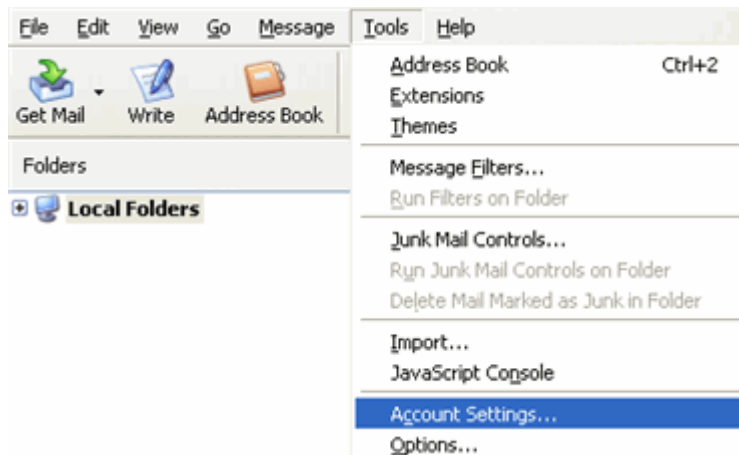 File Edit View Go Message Tools Help
Get Mail Write Address Book
Folders
Local Folders
Address Book Ctrl+2
Extensions
Themes
Message Filters...
Run Filters on Folder
Junk Mail Controls...
Run Junk Mail Controls on Folder
Delete Mail Marked as Junk in Folder
Import...
JavaScript Console
Account Settings...
Options...